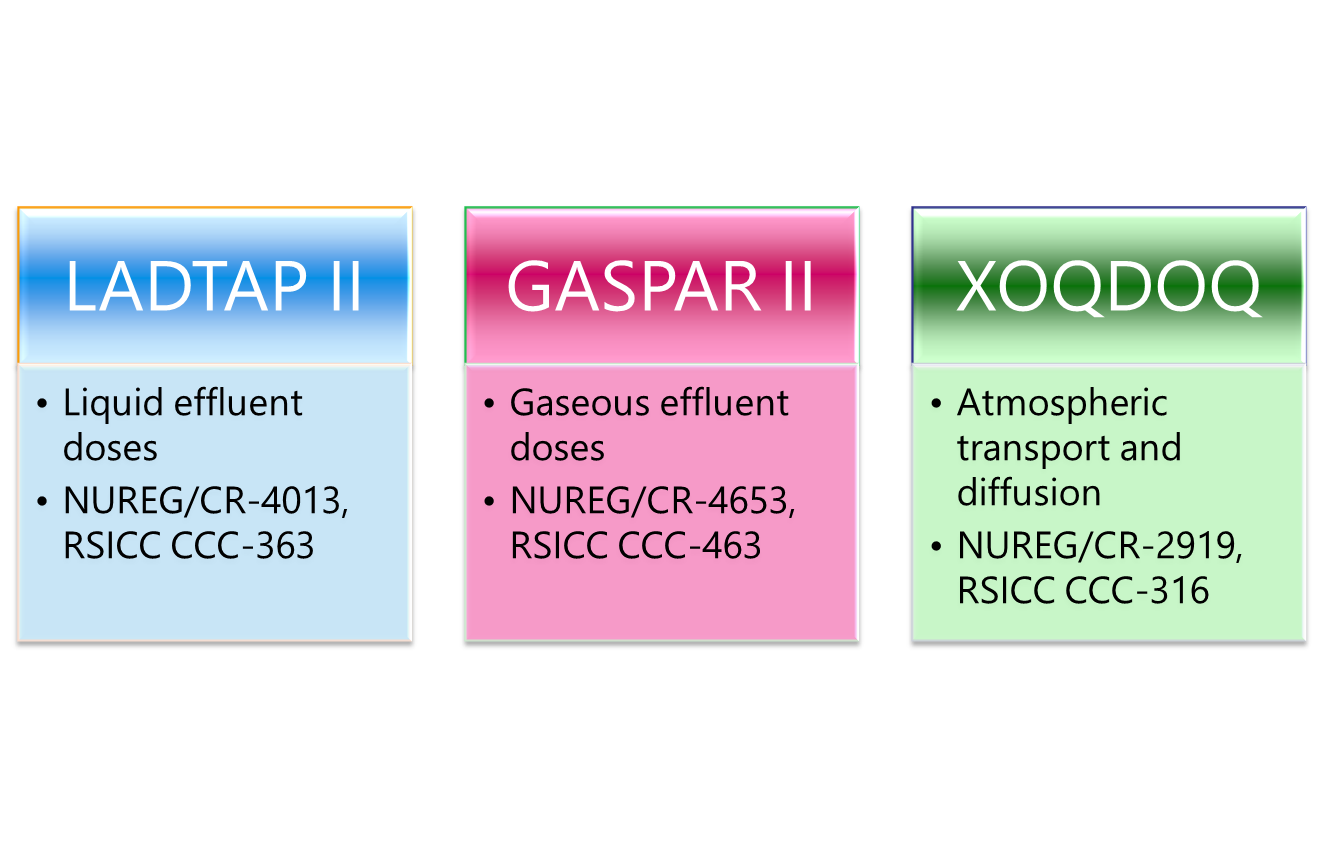 LADTAP II
• Liquid effluent
doses
• NUREG/CR-4013,
RSICC CCC-363
GASPAR II
• Gaseous effluent
doses
• NUREG/CR-4653,
RSICC CCC-463
XOQDOQ
• Atmospheric
transport and
diffusion
• NUREG/CR-2919,
RSICC CCC-316